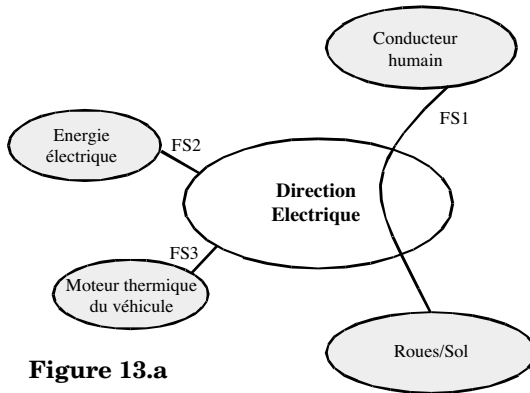 Conducteur
humain
FS1
Energie
électrique
FS2
Direction
Electrique
FS3
Moteur thermique
du véhicule
Roues/Sol
Figure 13.a